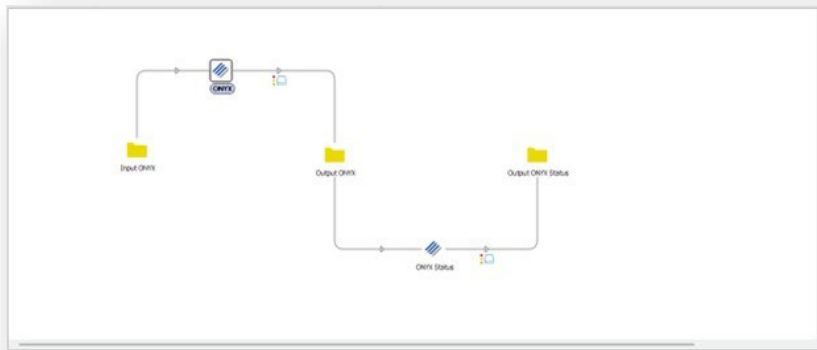 ONYX
Input ONYX
Output ONYX
Output ONYX Status
ONYX Status